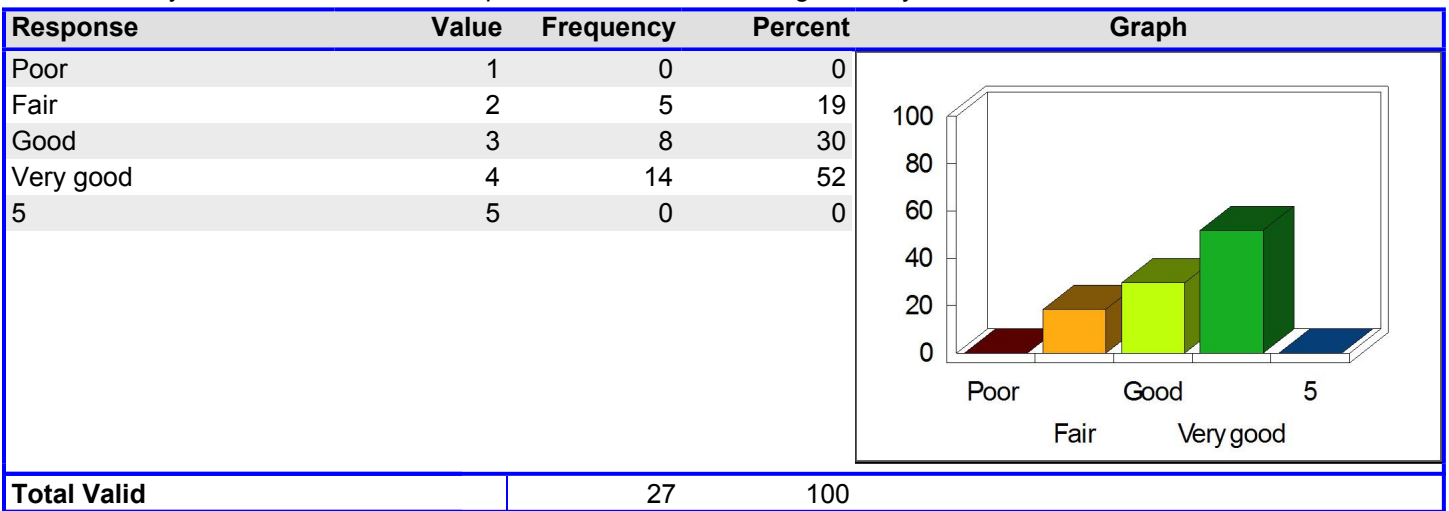 Response Value Frequency Percent Graph
Poor 1 0 0
Fair 2 5 19
Good 3 8 30
Very good 4 14 52
5 5 0 0
100
80
60
40
20
0
Poor Good 5
Fair Very good
Total Valid 27 100